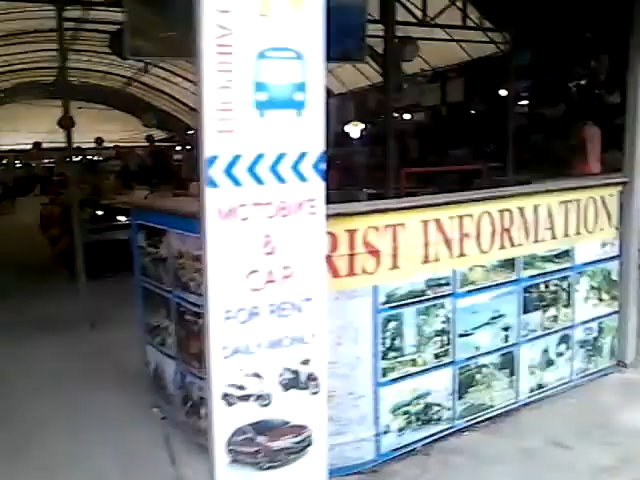 MOTOBIKE
&
CAR
FOR RENT
RIST INFORMATION